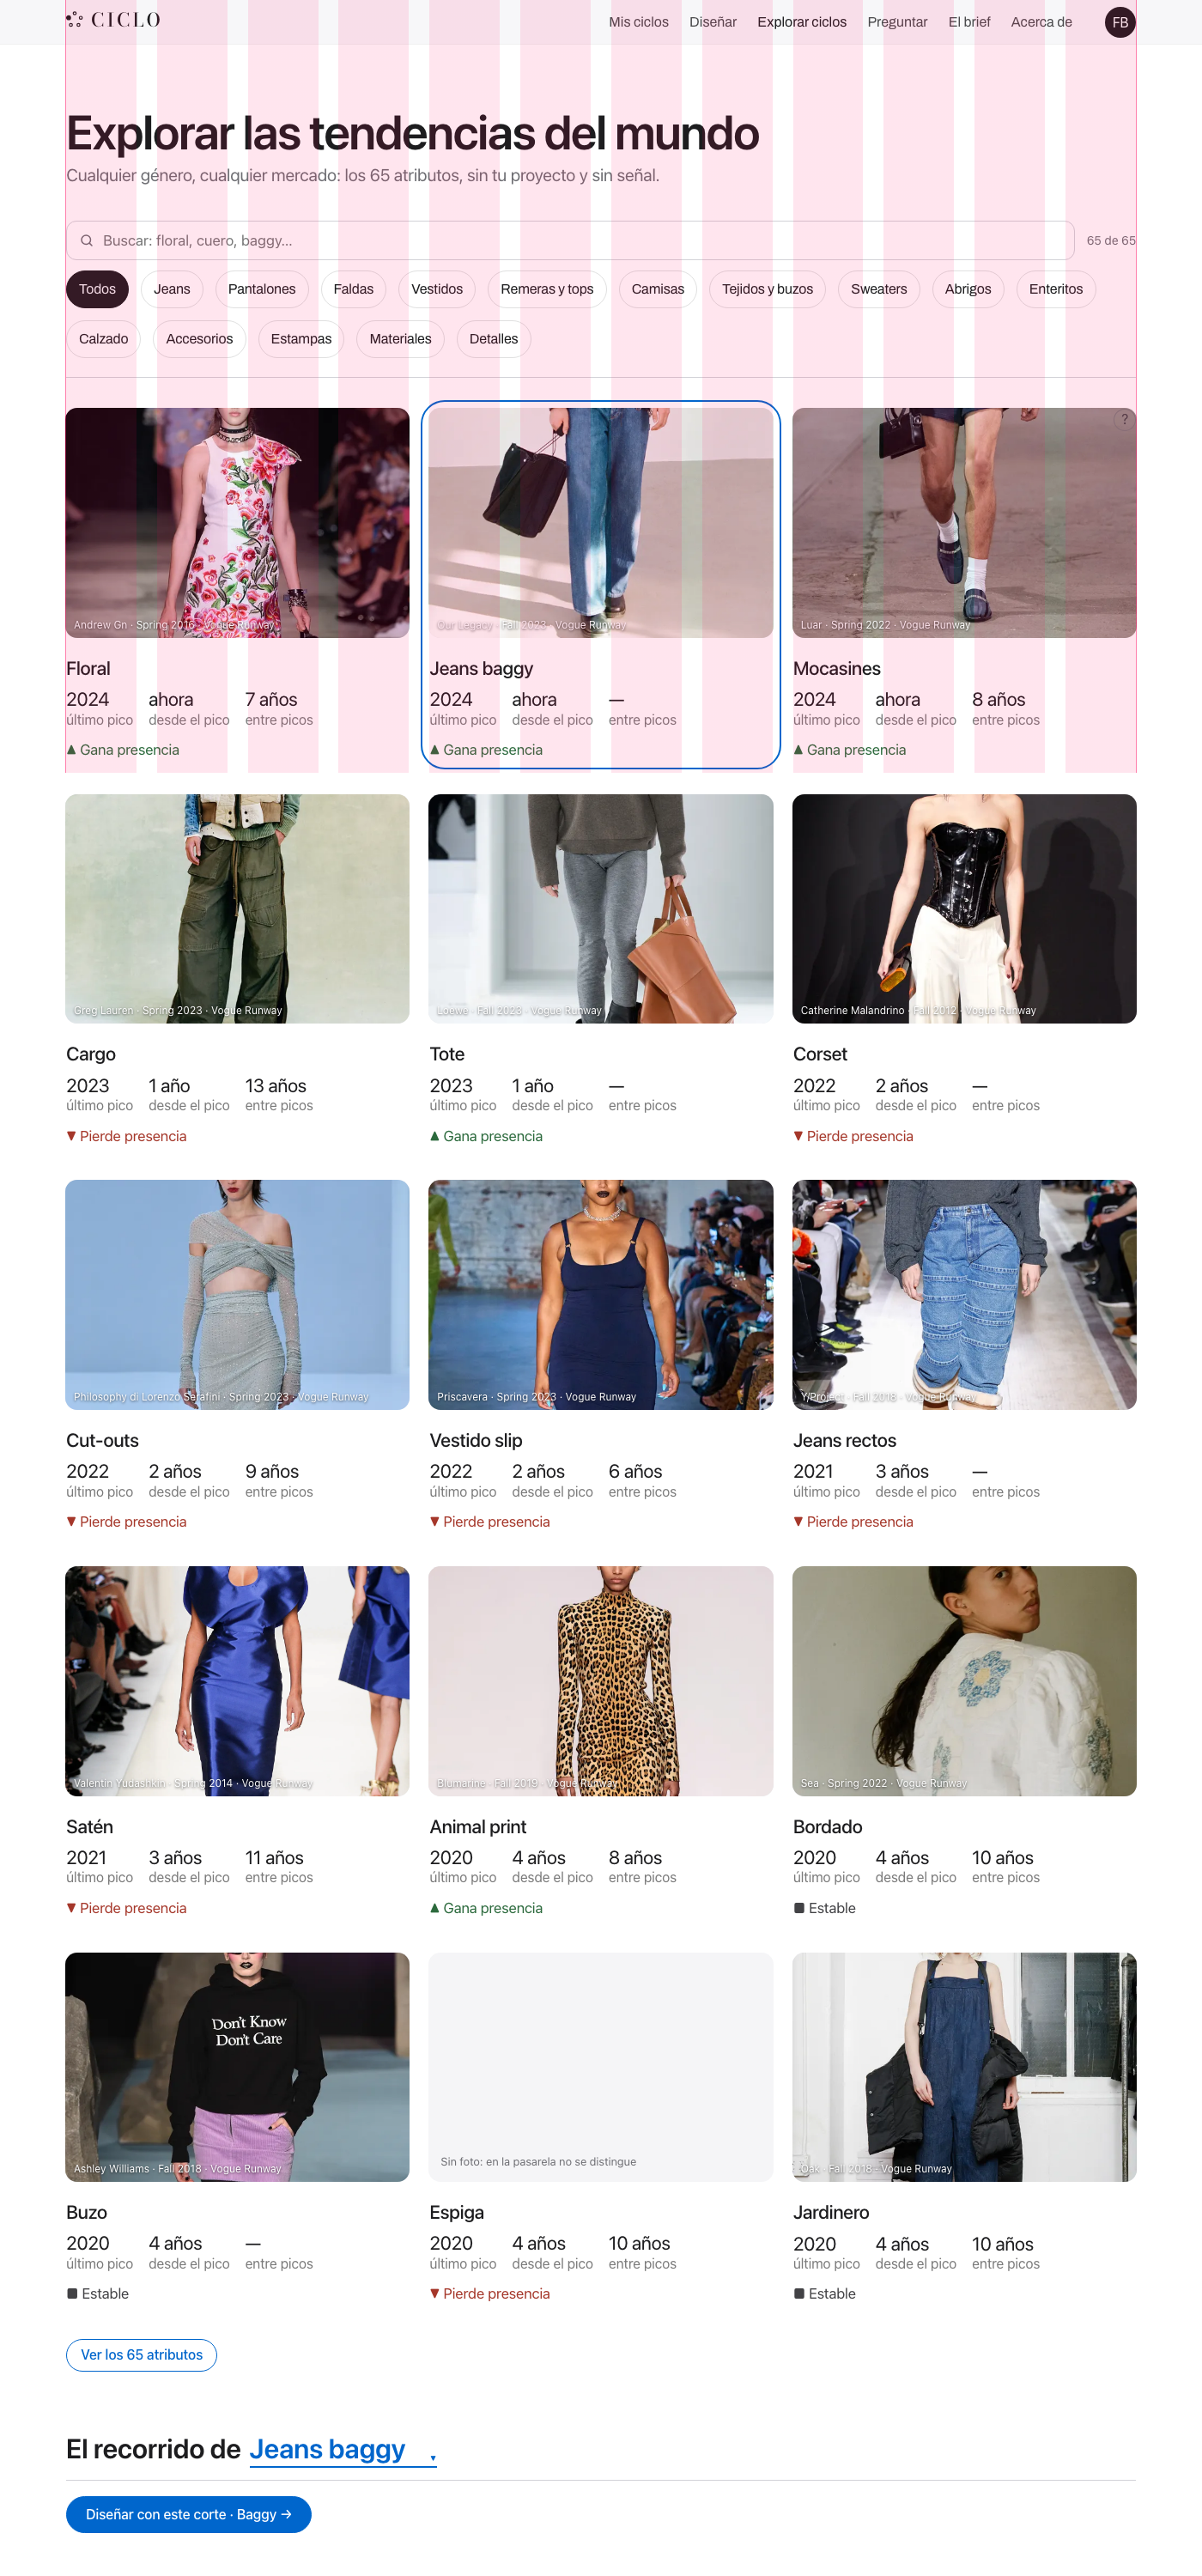 CICLO
Mis ciclos Diseñar Explorar ciclos Preguntar El brief Acerca de FB
Explorar las tendencias del mundo
Cualquier género, cualquier mercado: los 65 atributos, sin tu proyecto y sin señal.
Buscar: floral, cuero, baggy... 65 de 65
Todos Jeans Pantalones Faldas Vestidos Remeras y tops Camisas Tejidos y buzos Sweaters Abrigos Enteritos
Calzado Accesorios Estampas Materiales Detalles
?
Andrew Gn · Spring 2016 · Vogue Runway
Our Legacy · Fall 2023 · Vogue Runway
Luar · Spring 2022 · Vogue Runway
Floral
2024 ahora 7 años
último pico desde el pico entre picos
▲ Gana presencia
Jeans baggy
2024 ahora —
último pico desde el pico entre picos
▲ Gana presencia
Mocasines
2024 ahora 8 años
último pico desde el pico entre picos
▲ Gana presencia
Greg Lauren · Spring 2023 · Vogue Runway
Loewe · Fall 2023 · Vogue Runway
Catherine Malandrino · Fall 2012 · Vogue Runway
Cargo
2023 1 año 13 años
último pico desde el pico entre picos
▼ Pierde presencia
Tote
2023 1 año —
último pico desde el pico entre picos
▲ Gana presencia
Corset
2022 2 años —
último pico desde el pico entre picos
▼ Pierde presencia
Philosophy di Lorenzo Serafini · Spring 2023 · Vogue Runway
Priscavera · Spring 2023 · Vogue Runway
Y/Project · Fall 2018 · Vogue Runway
Cut-outs
2022 2 años 9 años
último pico desde el pico entre picos
▼ Pierde presencia
Vestido slip
2022 2 años 6 años
último pico desde el pico entre picos
▼ Pierde presencia
Jeans rectos
2021 3 años —
último pico desde el pico entre picos
▼ Pierde presencia
Valentin Yudashkin · Spring 2014 · Vogue Runway
Blumarine · Fall 2019 · Vogue Runway
Sea · Spring 2022 · Vogue Runway
Satén
2021 3 años 11 años
último pico desde el pico entre picos
▼ Pierde presencia
Animal print
2020 4 años 8 años
último pico desde el pico entre picos
▲ Gana presencia
Bordado
2020 4 años 10 años
último pico desde el pico entre picos
■ Estable
Don't Know
Don't Care
Ashley Williams · Fall 2018 · Vogue Runway
Sin foto: en la pasarela no se distingue
Oak · Fall 2018 · Vogue Runway
Buzo
2020 4 años —
último pico desde el pico entre picos
■ Estable
Espiga
2020 4 años 10 años
último pico desde el pico entre picos
▼ Pierde presencia
Jardinero
2020 4 años 10 años
último pico desde el pico entre picos
■ Estable
Ver los 65 atributos
El recorrido de Jeans baggy ▼
Diseñar con este corte · Baggy →